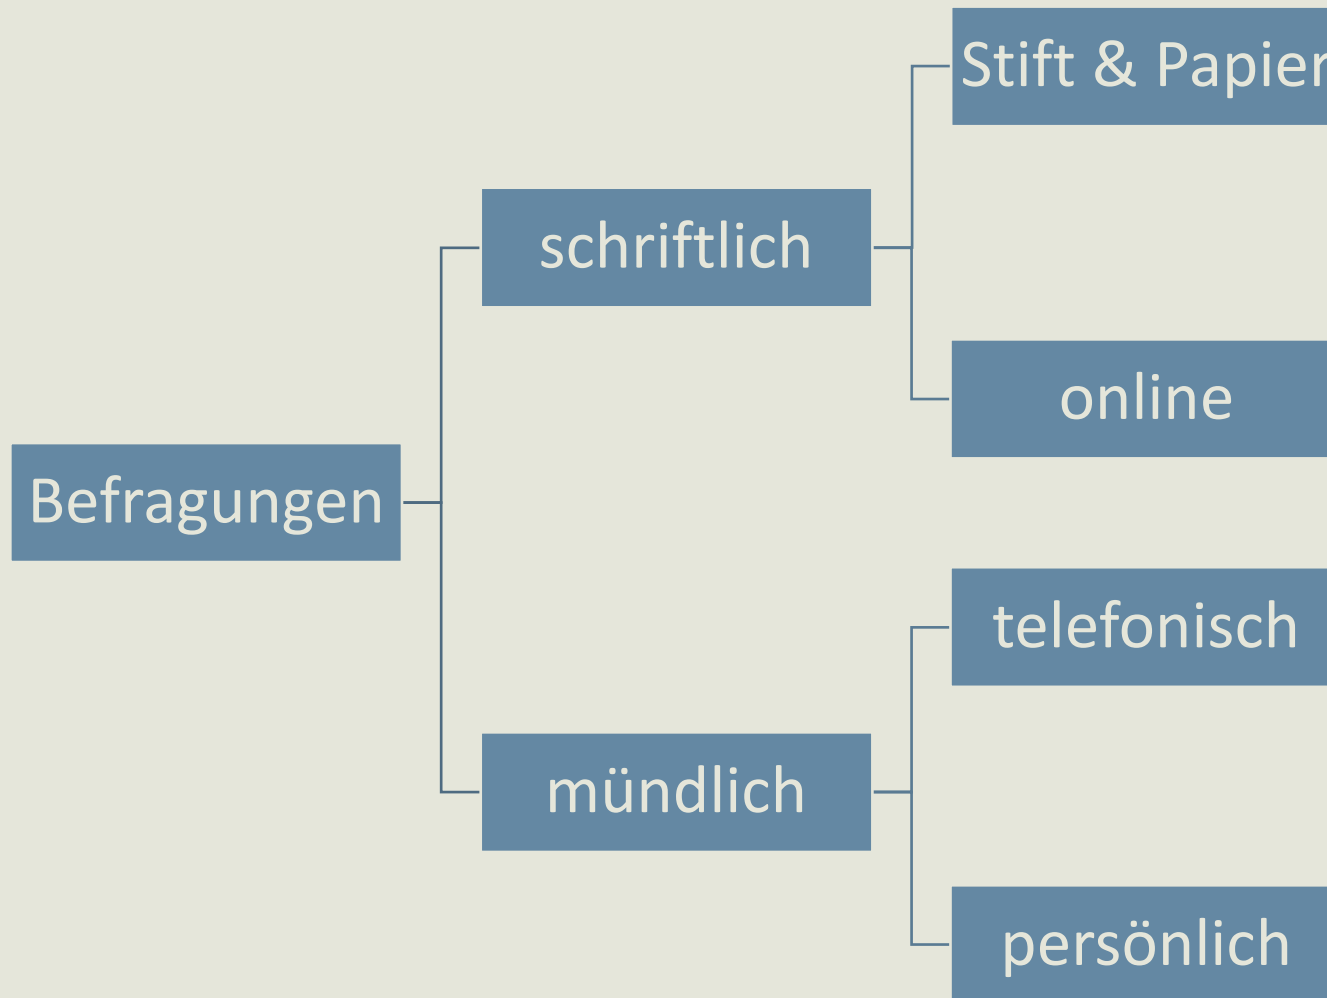 Stift & Papier
schriftlich
online
Befragungen
telefonisch
mündlich
persönlich